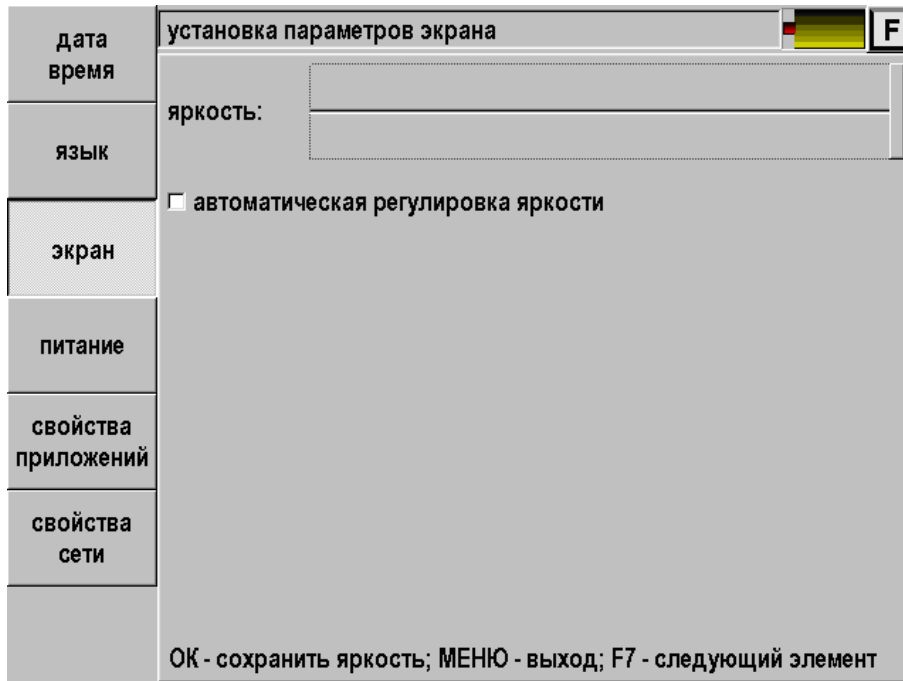 дата
время
язык
экран
питание
свойства
приложений
свойства
сети
установка параметров экрана
F
яркость:
автоматическая регулировка яркости
ОК - сохранить яркость; МЕНЮ - выход; F7 - следующий элемент